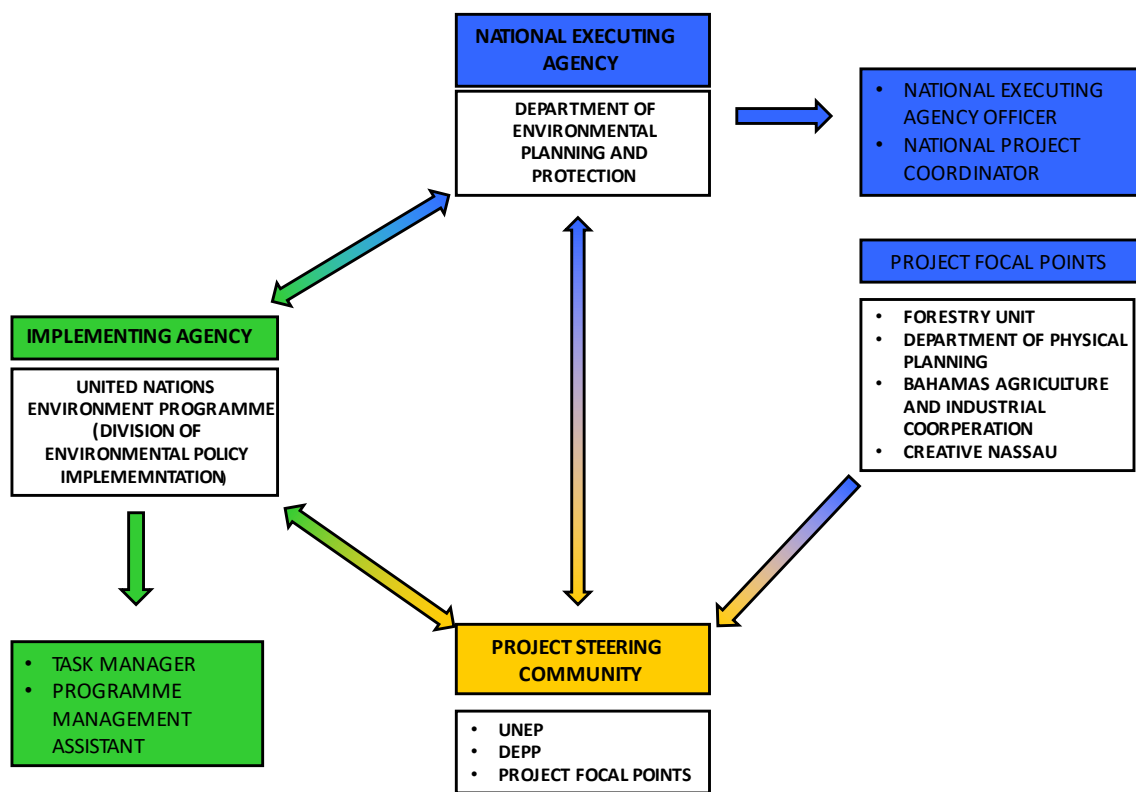 NATIONAL EXECUTING
AGENCY
DEPARTMENT OF
ENVIRONMENTAL
PLANNING AND
PROTECTION
• NATIONAL EXECUTING
AGENCY OFFICER
• NATIONAL PROJECT
COORDINATOR
PROJECT FOCAL POINTS
• FORESTRY UNIT
• DEPARTMENT OF PHYSICAL
PLANNING
• BAHAMAS AGRICULTURE
AND INDUSTRIAL
COORPERATION
• CREATIVE NASSAU
IMPLEMENTING AGENCY
UNITED NATIONS
ENVIRONMENT PROGRAMME
(DIVISION OF
ENVIRONMENTAL POLICY
IMPLEMEMNTATION)
• TASK MANAGER
• PROGRAMME
MANAGEMENT
ASSISTANT
PROJECT STEERING
COMMUNITY
• UNEP
• DEPP
• PROJECT FOCAL POINTS